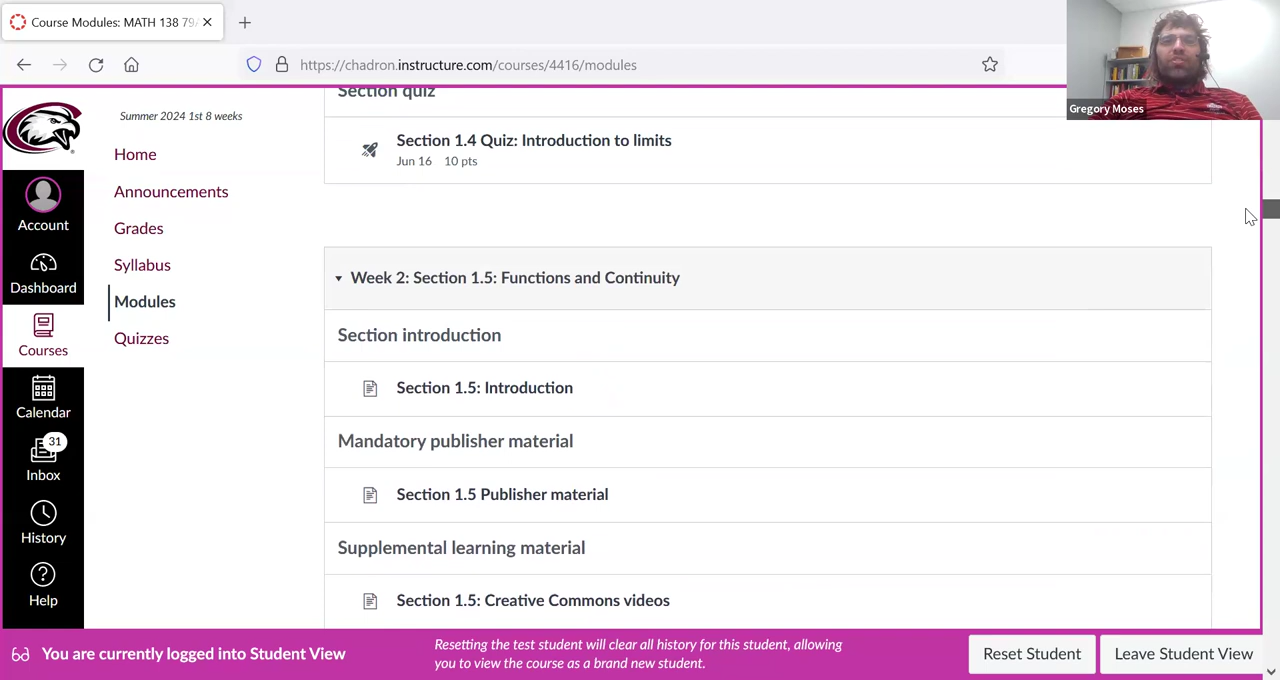 Course Modules: MATH 138 79
https://chadron.instructure.com/courses/4416/modules
Gregory Moses
Summer 2024 1st 8 weeks
Home
Announcements
Grades
Syllabus
Modules
Quizzes
Account
Dashboard
Courses
Calendar
31
Inbox
History
Help
Section quiz
Section 1.4 Quiz: Introduction to limits
Jun 16 10 pts
Week 2: Section 1.5: Functions and Continuity
Section introduction
Section 1.5: Introduction
Mandatory publisher material
Section 1.5 Publisher material
Supplemental learning material
Section 1.5: Creative Commons videos
You are currently logged into Student View
Resetting the test student will clear all history for this student, allowing
you to view the course as a brand new student.
Reset Student
Leave Student View